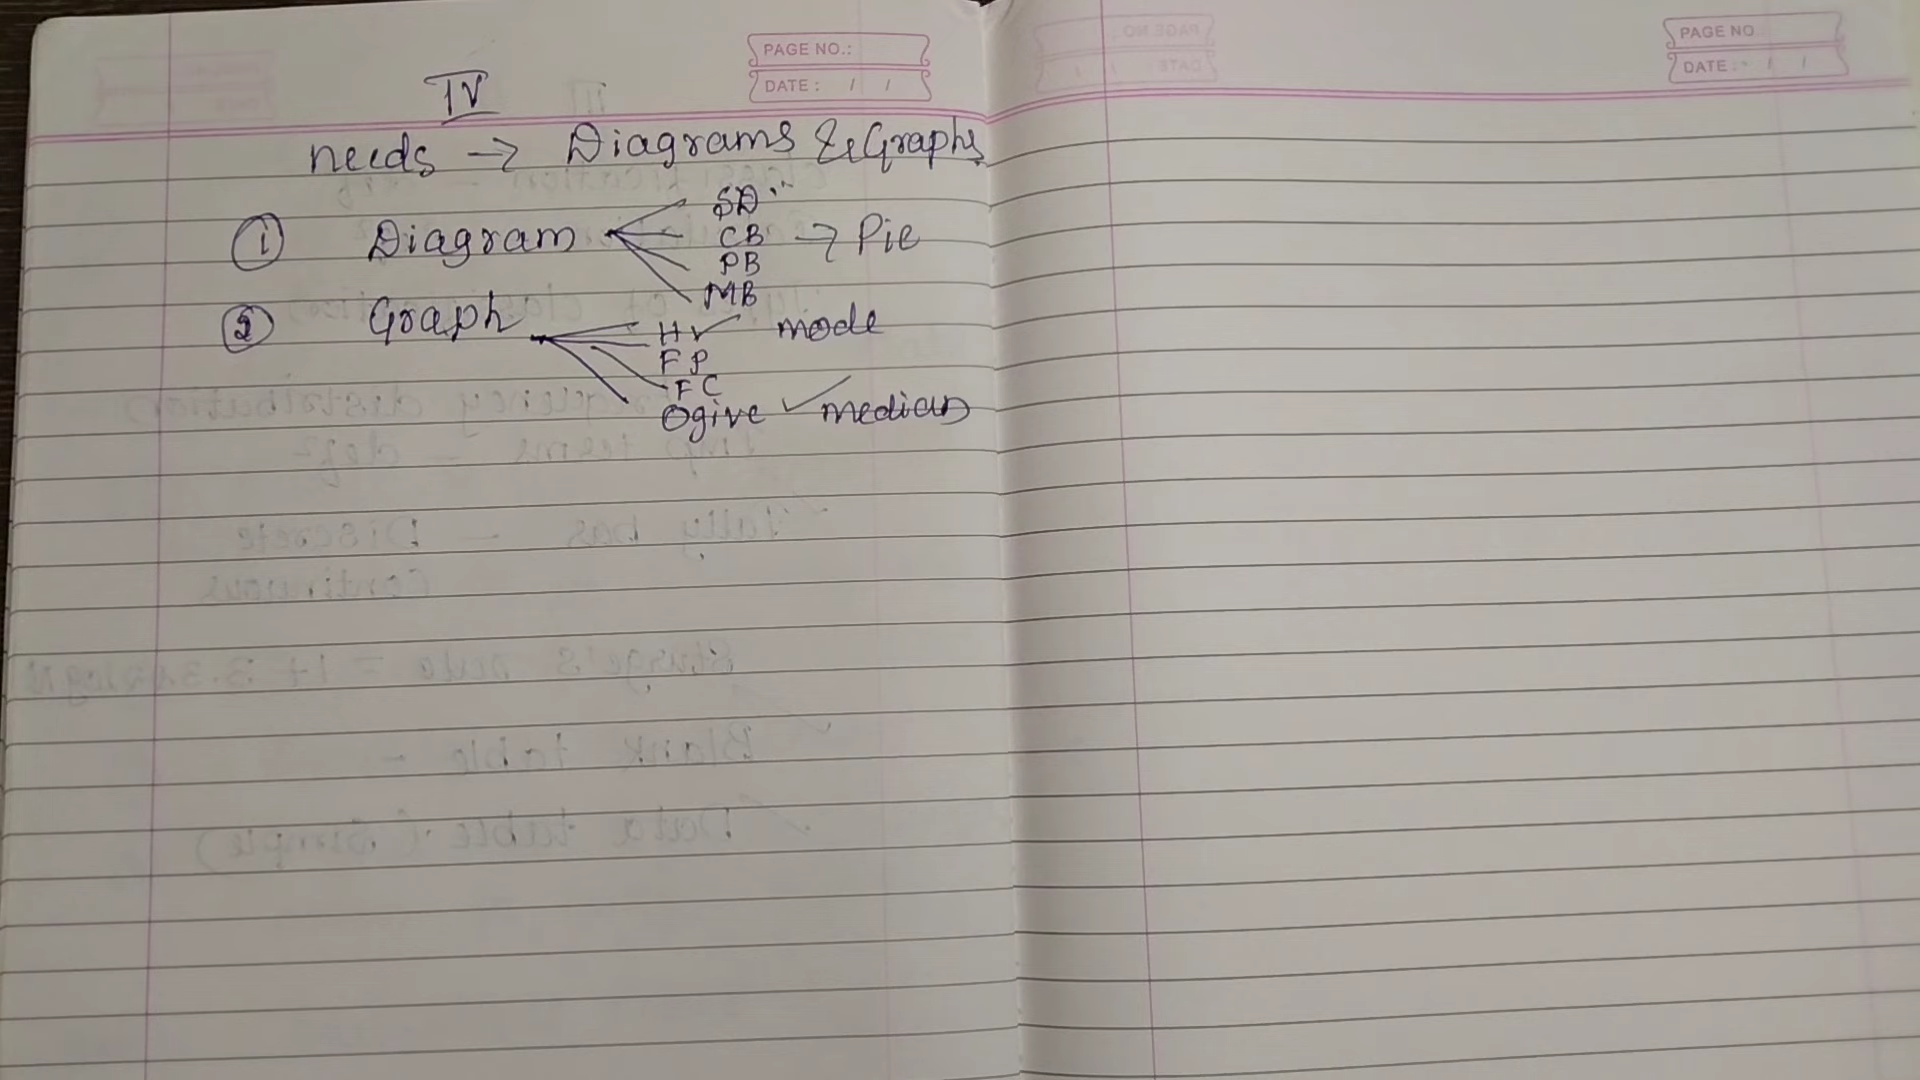 PAGE NO.:
DATE : / /
IV
needs → Diagrams & Graphs
① Diagram
SD
CB → Pie
PB
MB
② Graph
H ✓ mode
FP
FC
Ogive ✓ median
PAGE NO
DATE : / /